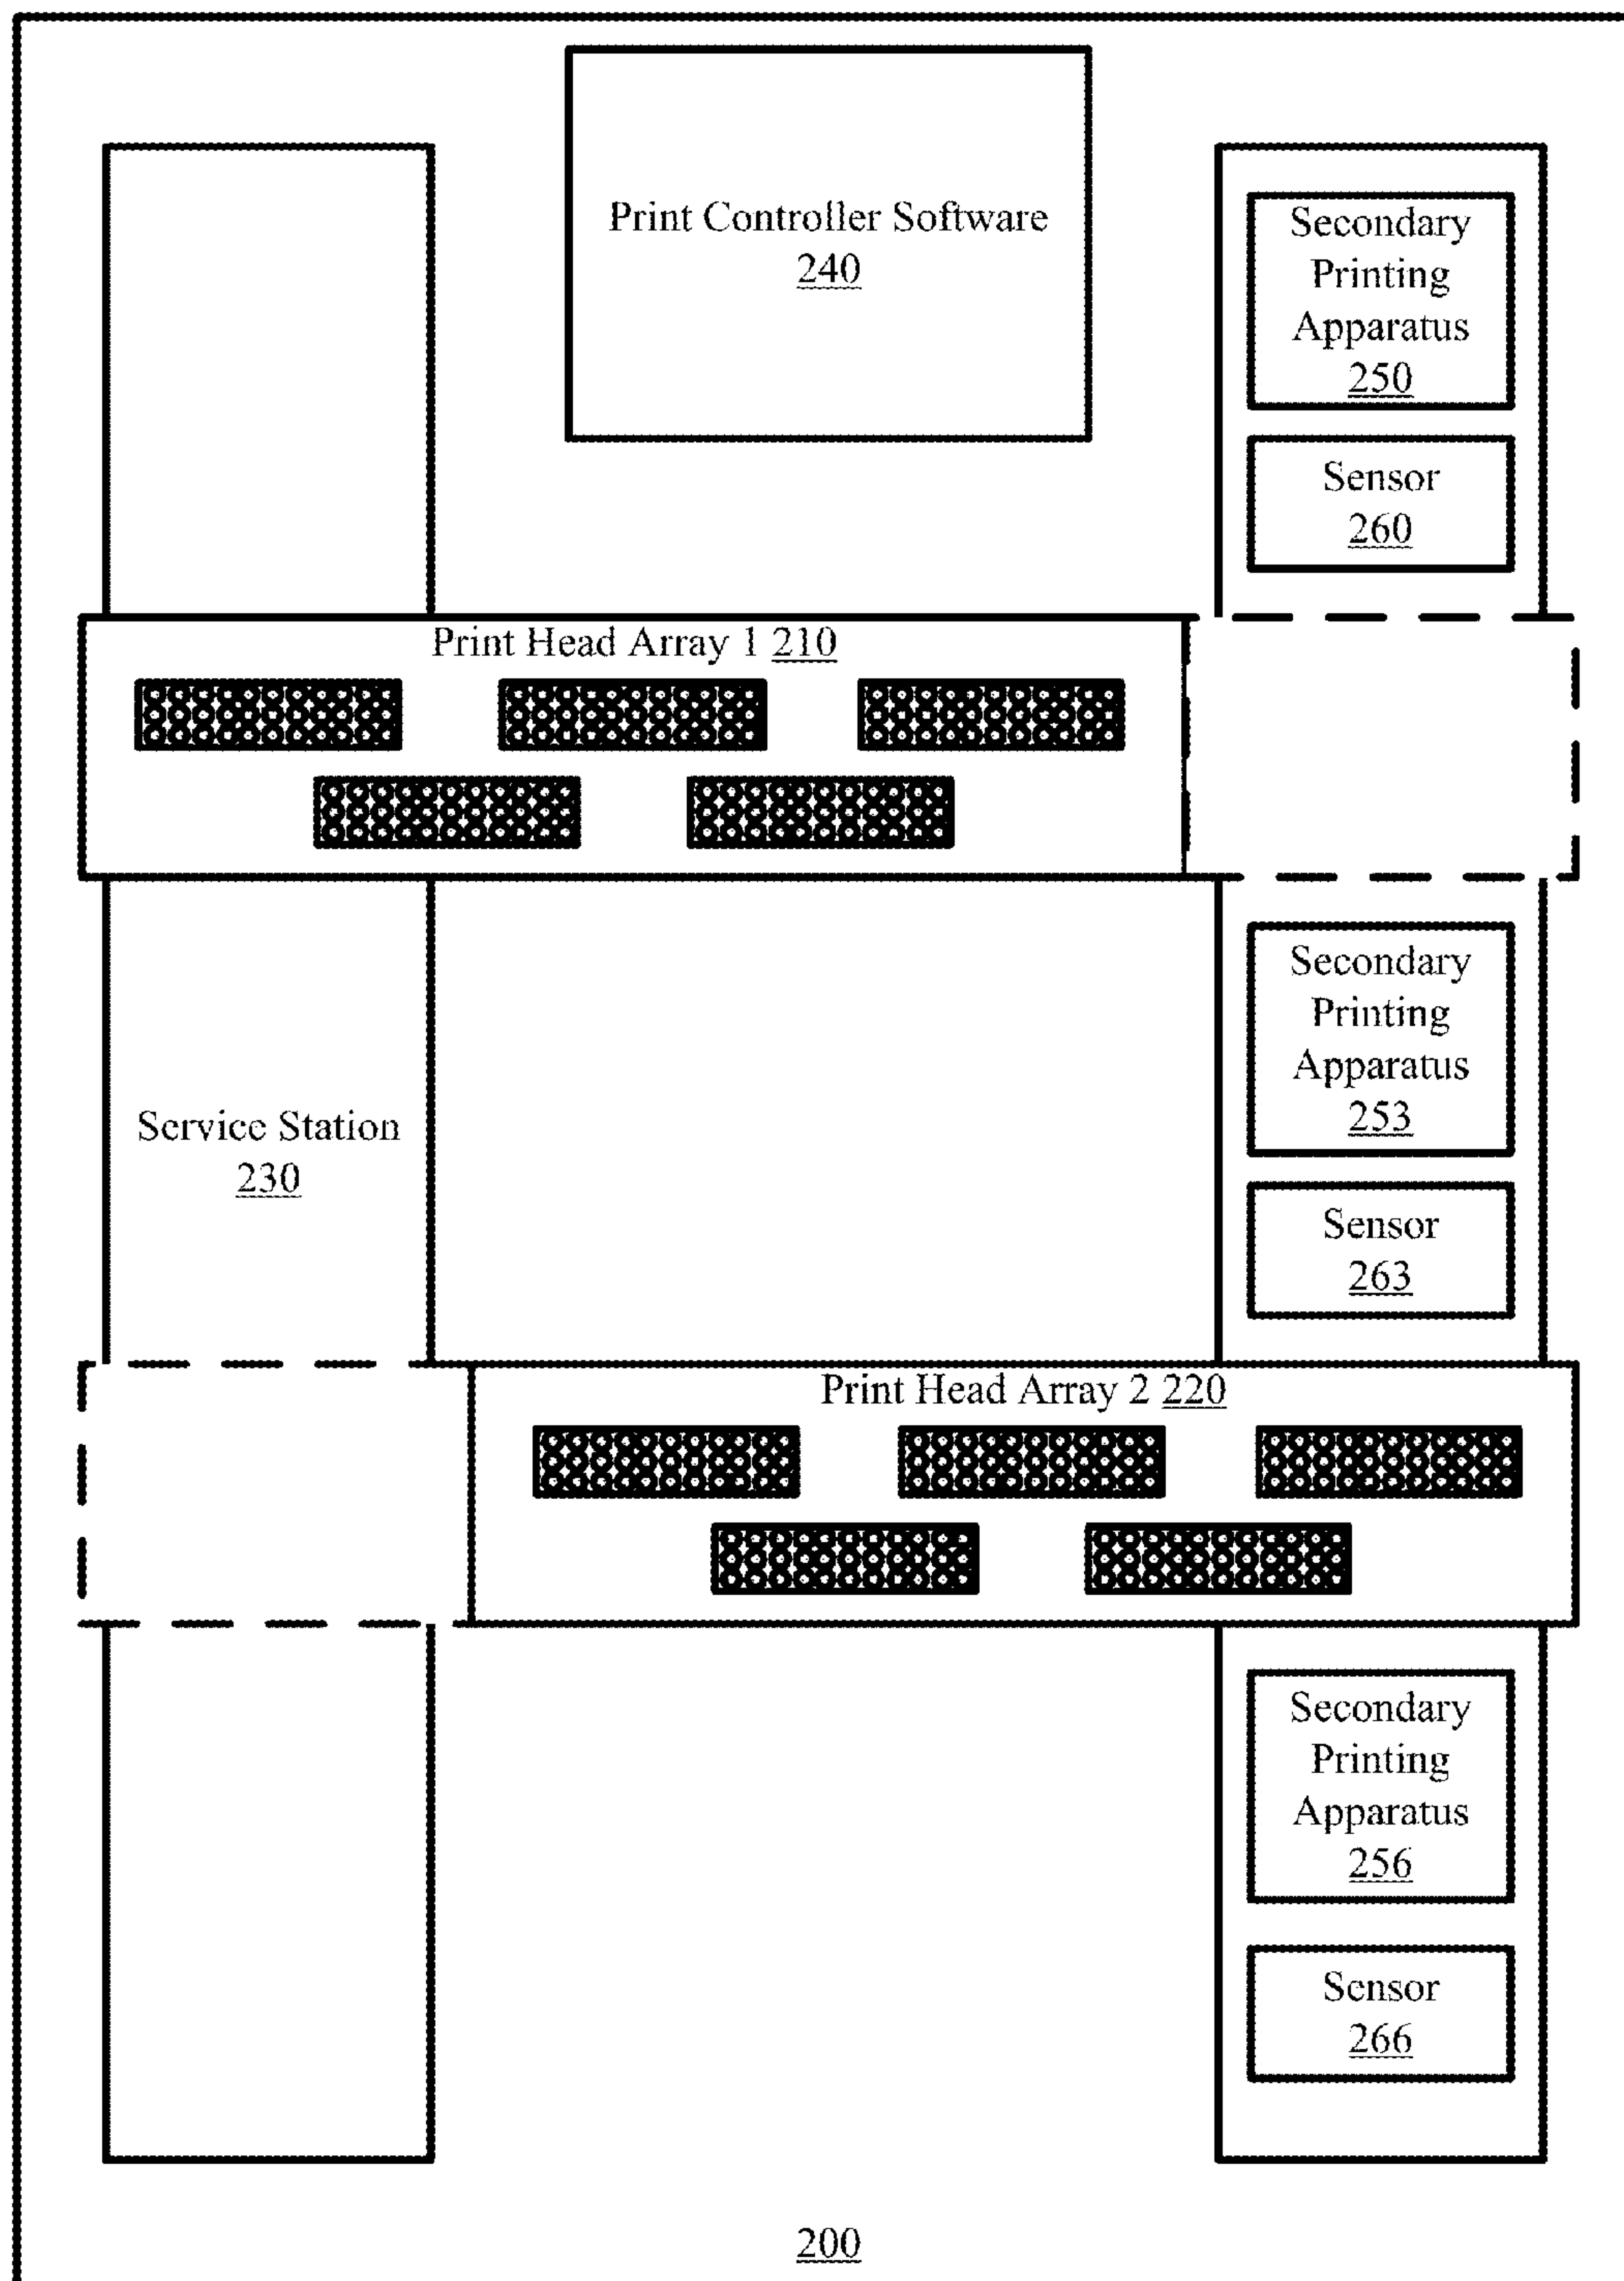 Print Controller Software
240
Secondary
Printing
Apparatus
250
Sensor
260
Print Head Array 1 210
Secondary
Printing
Apparatus
253
Service Station
230
Sensor
263
Print Head Array 2 220
Secondary
Printing
Apparatus
256
Sensor
266
200